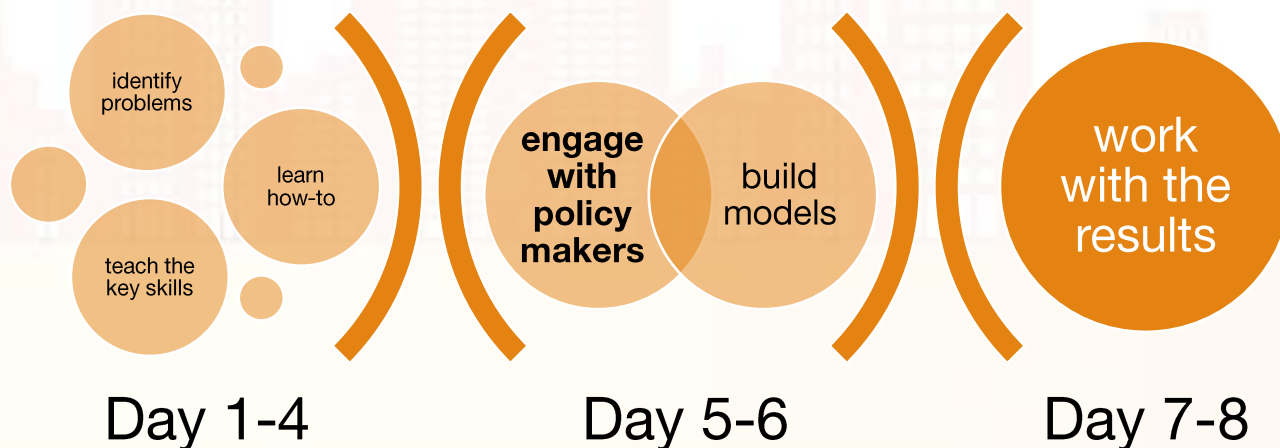 identify
problems
learn
how-to
teach the
key skills
engage
with
policy
makers
build
models
work
with the
results
Day 1-4
Day 5-6
Day 7-8